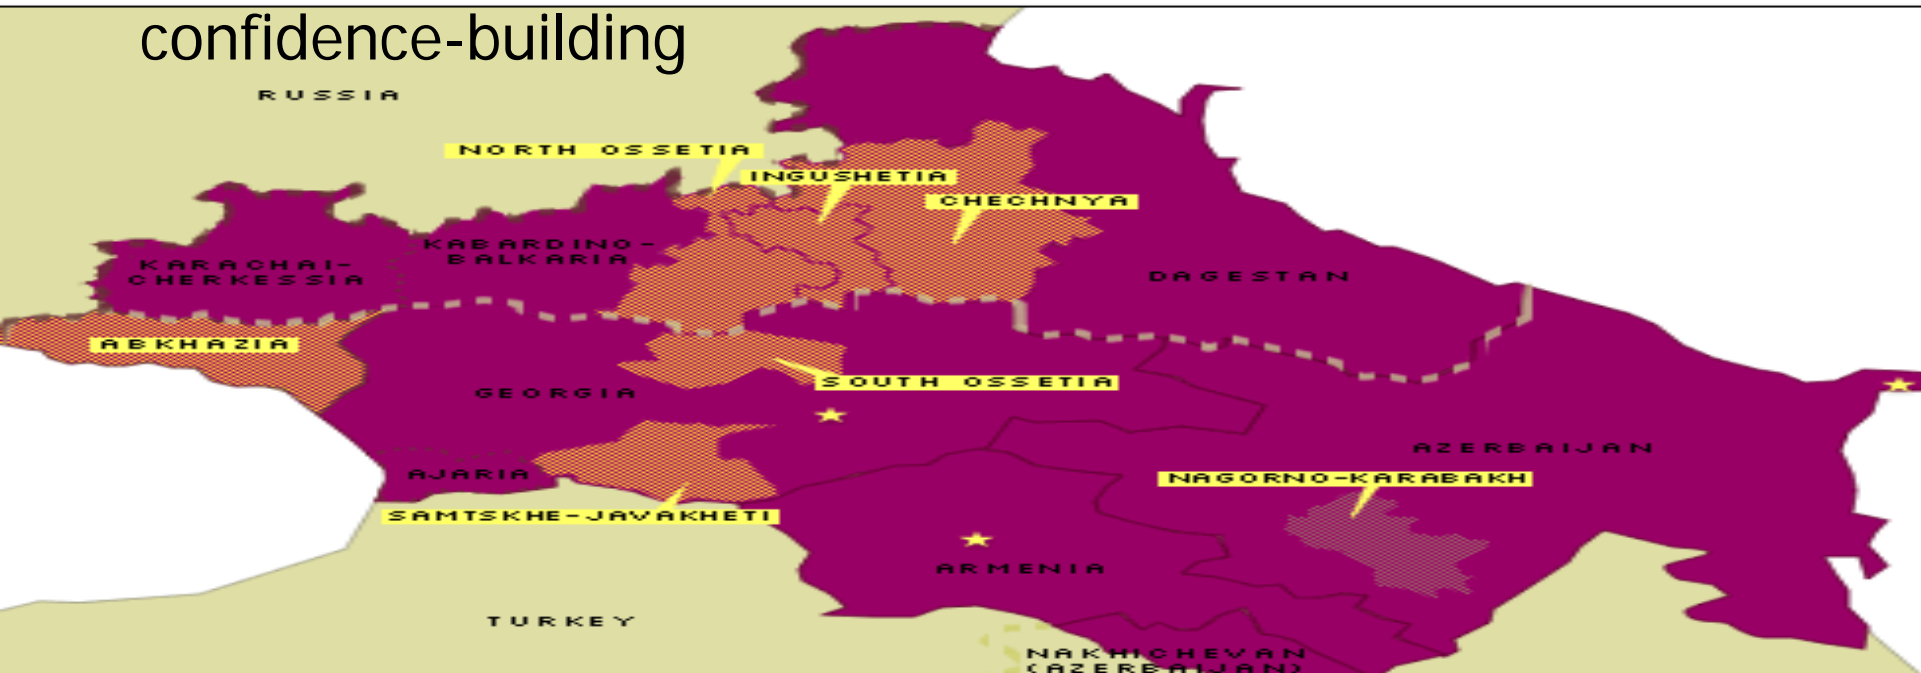 confidence-building
RUSSIA
NORTH OSSETIA
INGUSHETIA
CHECHNYA
KABARDINO-
BALKARIA
KARACHAI-
CHERKESSIA
DAGESTAN
ABKHAZIA
SOUTH OSSETIA
GEORGIA
AZERBAIJAN
AJARIA
NAGORNO-KARABAKH
SAMTSKHE-JAVAKHETI
ARMENIA
TURKEY
NAKHICHEVAN
(AZERBAIJAN)